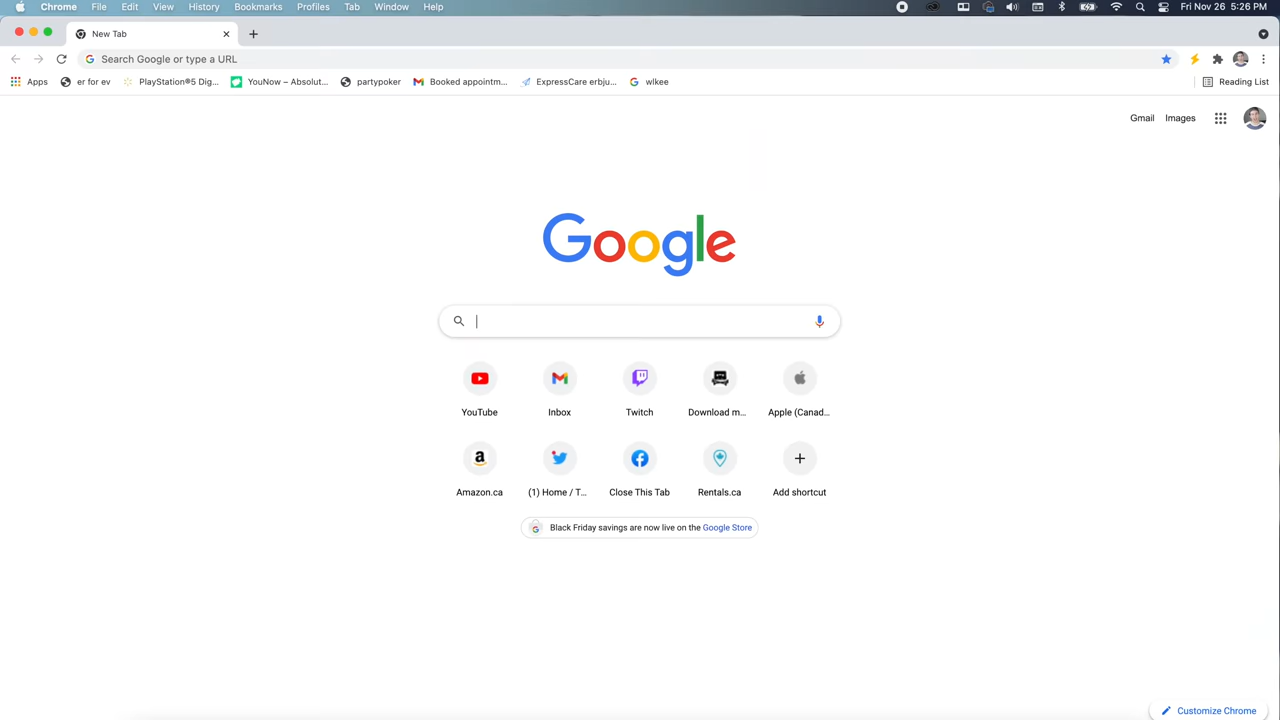 Chrome File Edit View History Bookmarks Profiles Tab Window Help Fri Nov 26 5:26 PM
New Tab
Search Google or type a URL
Apps er for ev PlayStation®5 Dig... YouNow – Absolut... partypoker Booked appointm... ExpressCare erbju... wlkee Reading List
Gmail Images
Google
YouTube Inbox Twitch Download m... Apple (Canad...
Amazon.ca (1) Home / T... Close This Tab Rentals.ca Add shortcut
Black Friday savings are now live on the Google Store
Customize Chrome